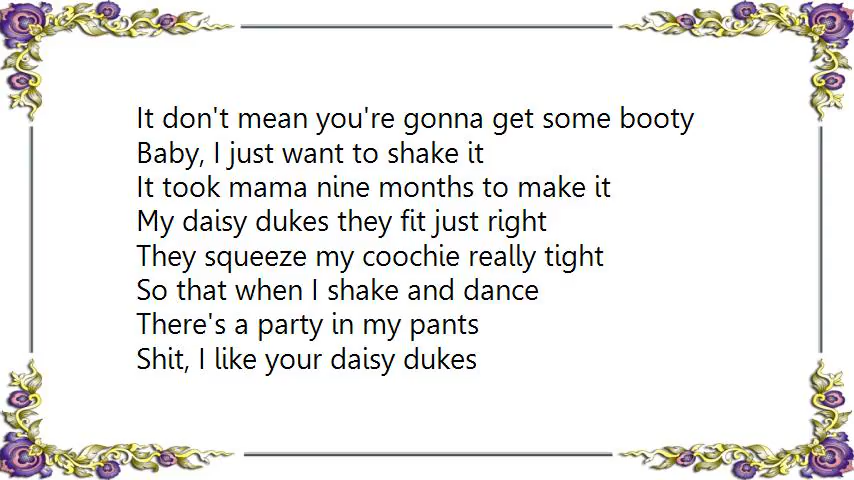 It don't mean you're gonna get some booty
Baby, I just want to shake it
It took mama nine months to make it
My daisy dukes they fit just right
They squeeze my coochie really tight
So that when I shake and dance
There's a party in my pants
Shit, I like your daisy dukes